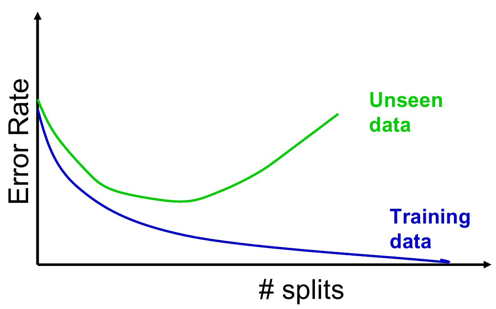 Error Rate
Unseen
data
Training
data
# splits